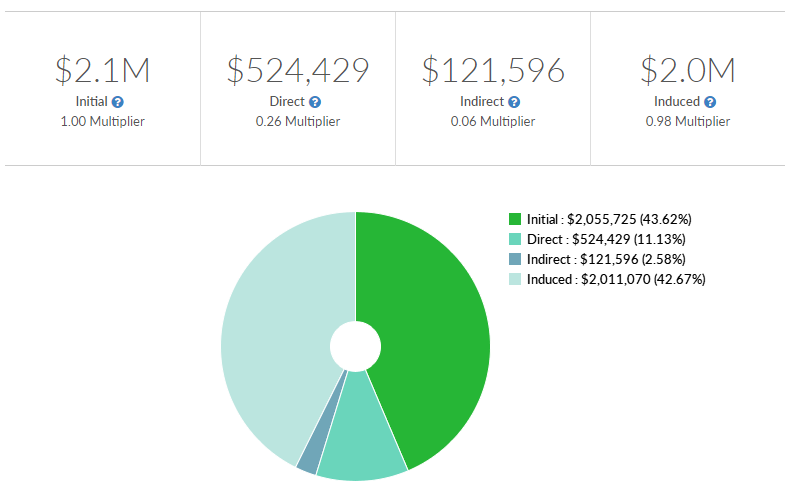 $2.1M
Initial ?
1.00 Multiplier
$524,429
Direct ?
0.26 Multiplier
$121,596
Indirect ?
0.06 Multiplier
$2.0M
Induced ?
0.98 Multiplier
Initial : $2,055,725 (43.62%)
Direct : $524,429 (11.13%)
Indirect : $121,596 (2.58%)
Induced : $2,011,070 (42.67%)